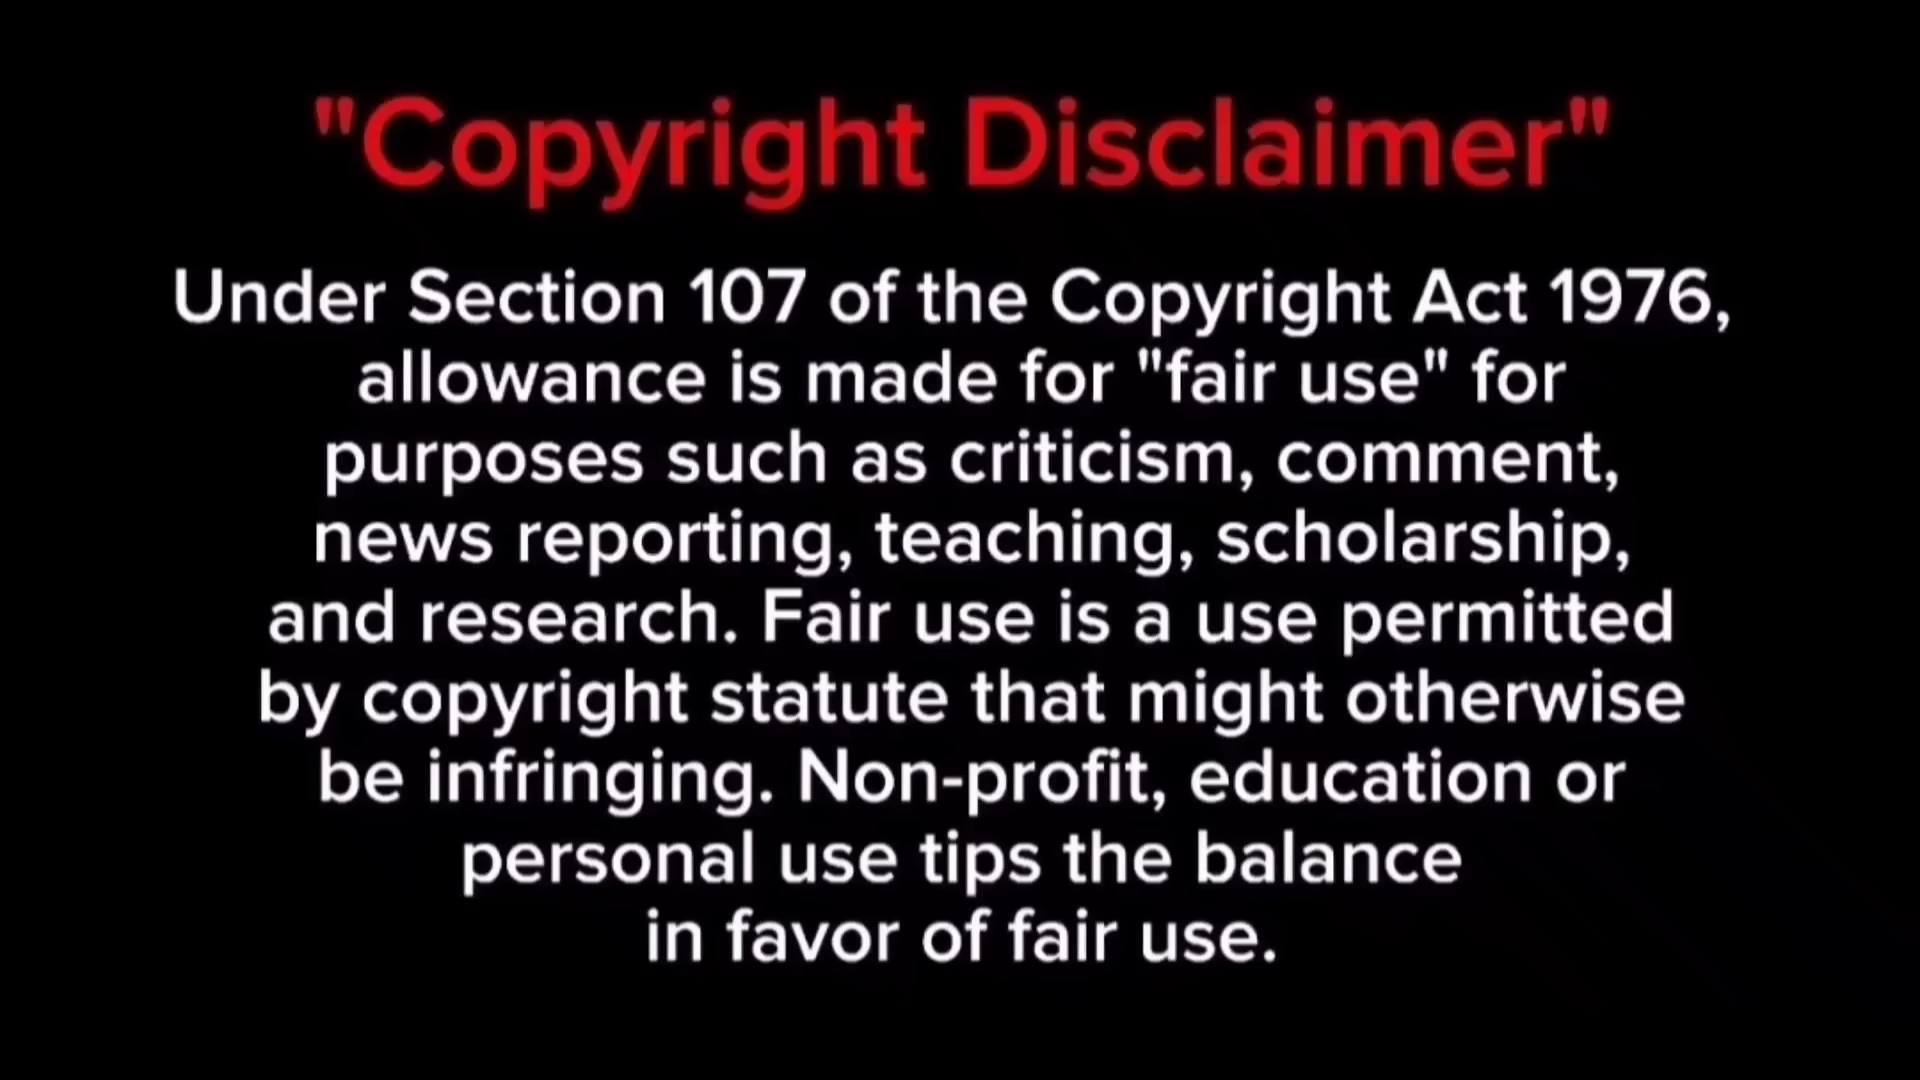 "Copyright Disclaimer"
Under Section 107 of the Copyright Act 1976,
allowance is made for "fair use" for
purposes such as criticism, comment,
news reporting, teaching, scholarship,
and research. Fair use is a use permitted
by copyright statute that might otherwise
be infringing. Non-profit, education or
personal use tips the balance
in favor of fair use.